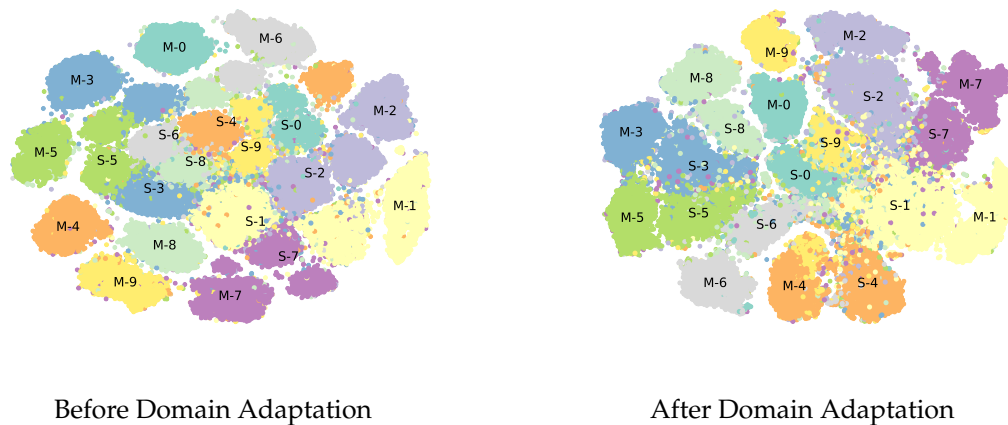 M-0
M-6
M-3
M-2
S-6
S-4
S-0
M-5
S-5
S-8
S-9
S-2
S-3
M-1
M-4
S-1
M-8
S-7
M-9
M-7
Before Domain Adaptation
M-2
M-9
M-8
M-7
S-2
M-0
M-3
S-8
S-7
S-9
S-3
S-0
M-5
S-5
S-1
M-1
S-6
M-6
M-4
S-4
After Domain Adaptation